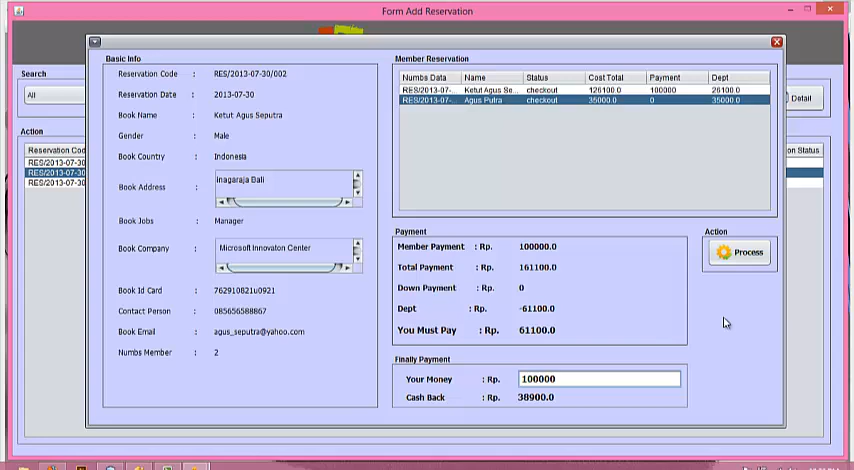 Form Add Reservation
Search
All
Detail
Action
Reservation Cod
on Status
RES/2013-07-30
RES/2013-07-30
RES/2013-07-30
Basic Info
Reservation Code : RES/2013-07-30/002
Reservation Date : 2013-07-30
Book Name : Ketut Agus Seputra
Gender : Male
Book Country : Indonesia
Book Address : inagaraja Bali
Book Jobs : Manager
Book Company : Microsoft Innovaton Center
Book Id Card : 762910821u0921
Contact Person : 085656588867
Book Email : agus_seputra@yahoo.com
Numbs Member : 2
Member Reservation
Numbs Data Name Status Cost Total Payment Dept
RES/2013-07-... Ketut Agus Se... checkout 126100.0 100000 26100.0
RES/2013-07-... Agus Putra checkout 35000.0 0 35000.0
Payment
Member Payment : Rp. 100000.0
Total Payment : Rp. 161100.0
Down Payment : Rp. 0
Dept : Rp. -61100.0
You Must Pay : Rp. 61100.0
Action
Process
Finally Payment
Your Money : Rp. 100000
Cash Back : Rp. 38900.0